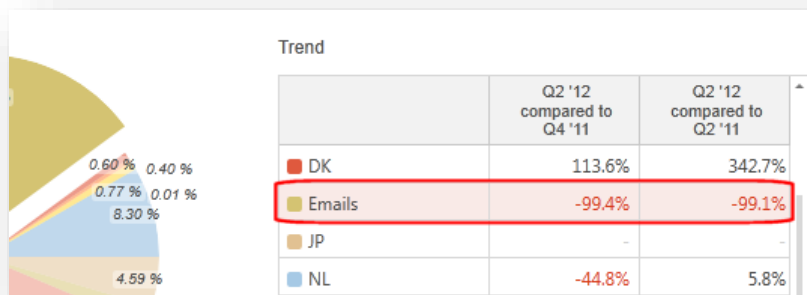 Trend
Q2 '12
compared to
Q4 '11
Q2 '12
compared to
Q2 '11
DK 113.6% 342.7%
Emails -99.4% -99.1%
JP - -
NL -44.8% 5.8%
0.60 % 0.40 %
0.77 % 0.01 %
8.30 %
4.59 %